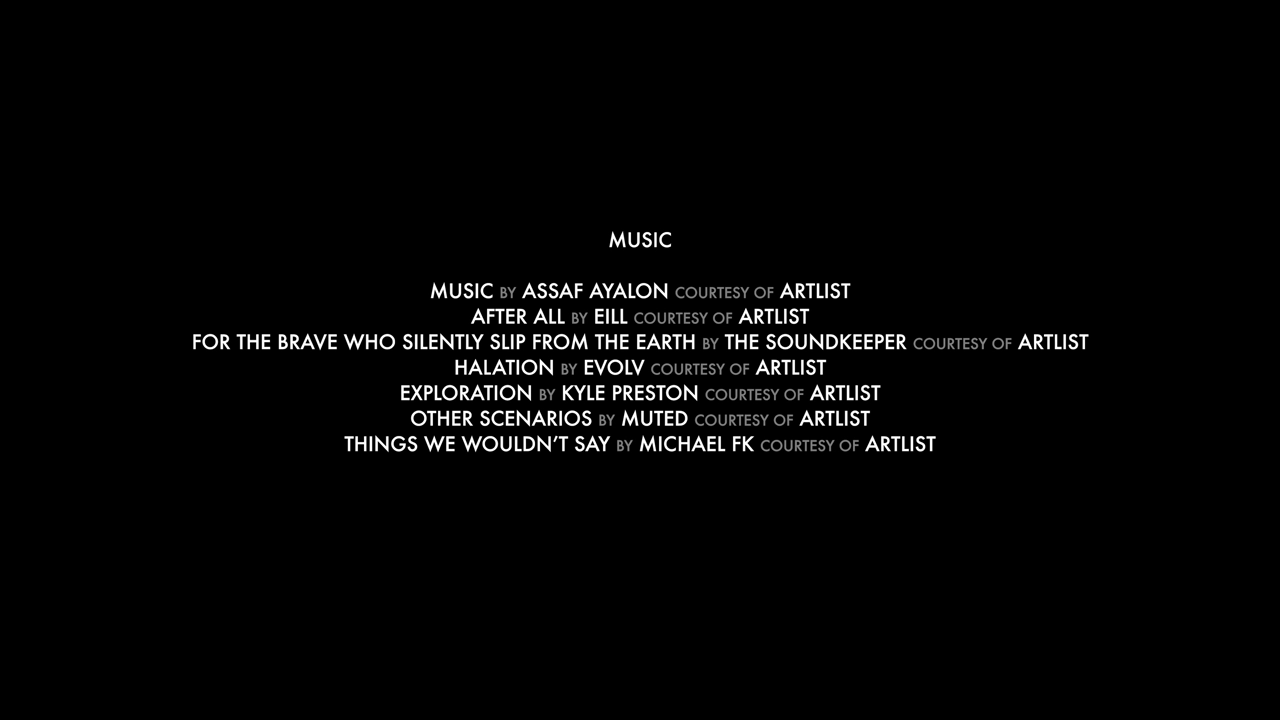 MUSIC
MUSIC BY ASSAF AYALON COURTESY OF ARTLIST
AFTER ALL BY EILL COURTESY OF ARTLIST
FOR THE BRAVE WHO SILENTLY SLIP FROM THE EARTH BY THE SOUNDKEEPER COURTESY OF ARTLIST
HALATION BY EVOLV COURTESY OF ARTLIST
EXPLORATION BY KYLE PRESTON COURTESY OF ARTLIST
OTHER SCENARIOS BY MUTED COURTESY OF ARTLIST
THINGS WE WOULDN’T SAY BY MICHAEL FK COURTESY OF ARTLIST